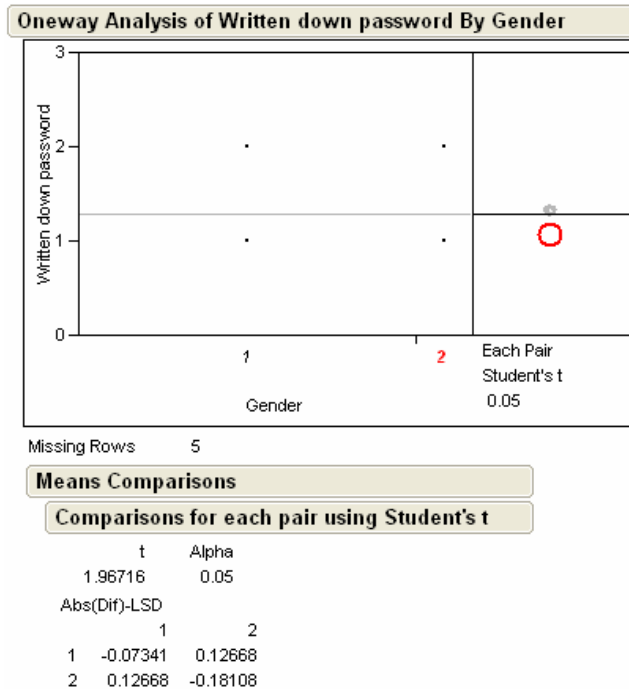 Oneway Analysis of Written down password By Gender
3
2
1
0
Written down password
1
2
Gender
Each Pair
Student's t
0.05
Missing Rows 5
Means Comparisons
Comparisons for each pair using Student's t
t Alpha
1.96716 0.05
Abs(Dif)-LSD
1 2
1 -0.07341 0.12668
2 0.12668 -0.18108